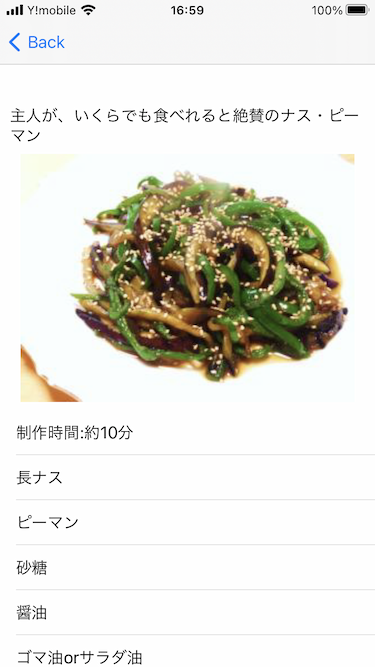 Y!mobile 16:59 100%
Back
主人が、いくらでも食べれると絶賛のナス・ピー
マン
制作時間:約10分
長ナス
ピーマン
砂糖
醤油
ゴマ油orサラダ油